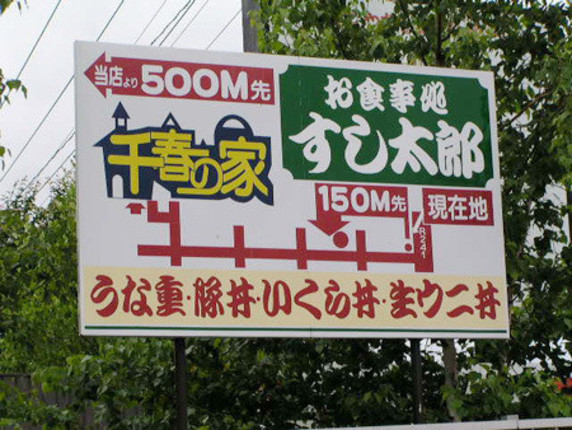 当店より500M先
千春の家
お食事処
すし太郎
150M先
現在地
R241
うな重・豚丼・いくら丼・生ウニ丼